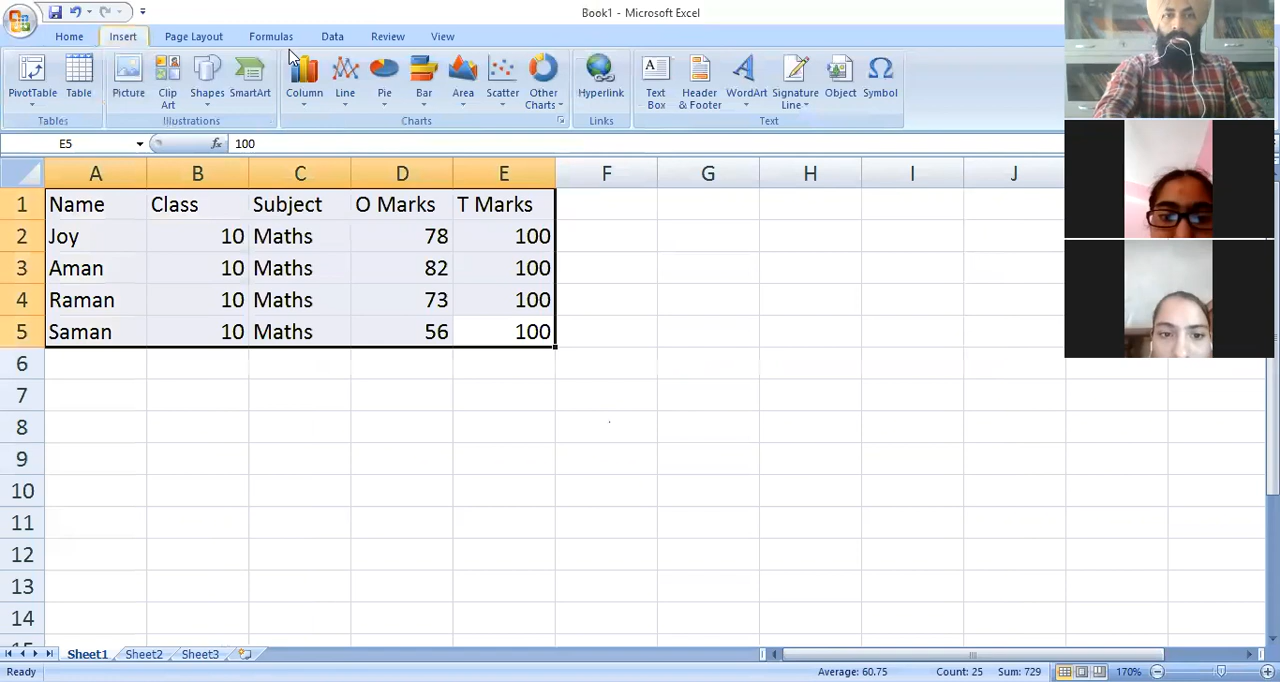 Book1 - Microsoft Excel
Home Insert Page Layout Formulas Data Review View
PivotTable Table Picture Clip Art Shapes SmartArt Column Line Pie Bar Area Scatter Other Charts Hyperlink Text Box Header & Footer WordArt Signature Line Object Symbol
Tables Illustrations Charts Links Text
E5 fx 100
A B C D E F G H I J
1 Name Class Subject O Marks T Marks
2 Joy 10 Maths 78 100
3 Aman 10 Maths 82 100
4 Raman 10 Maths 73 100
5 Saman 10 Maths 56 100
6
7
8
9
10
11
12
13
14
15
Sheet1 Sheet2 Sheet3
Ready Average: 60.75 Count: 25 Sum: 729 170%